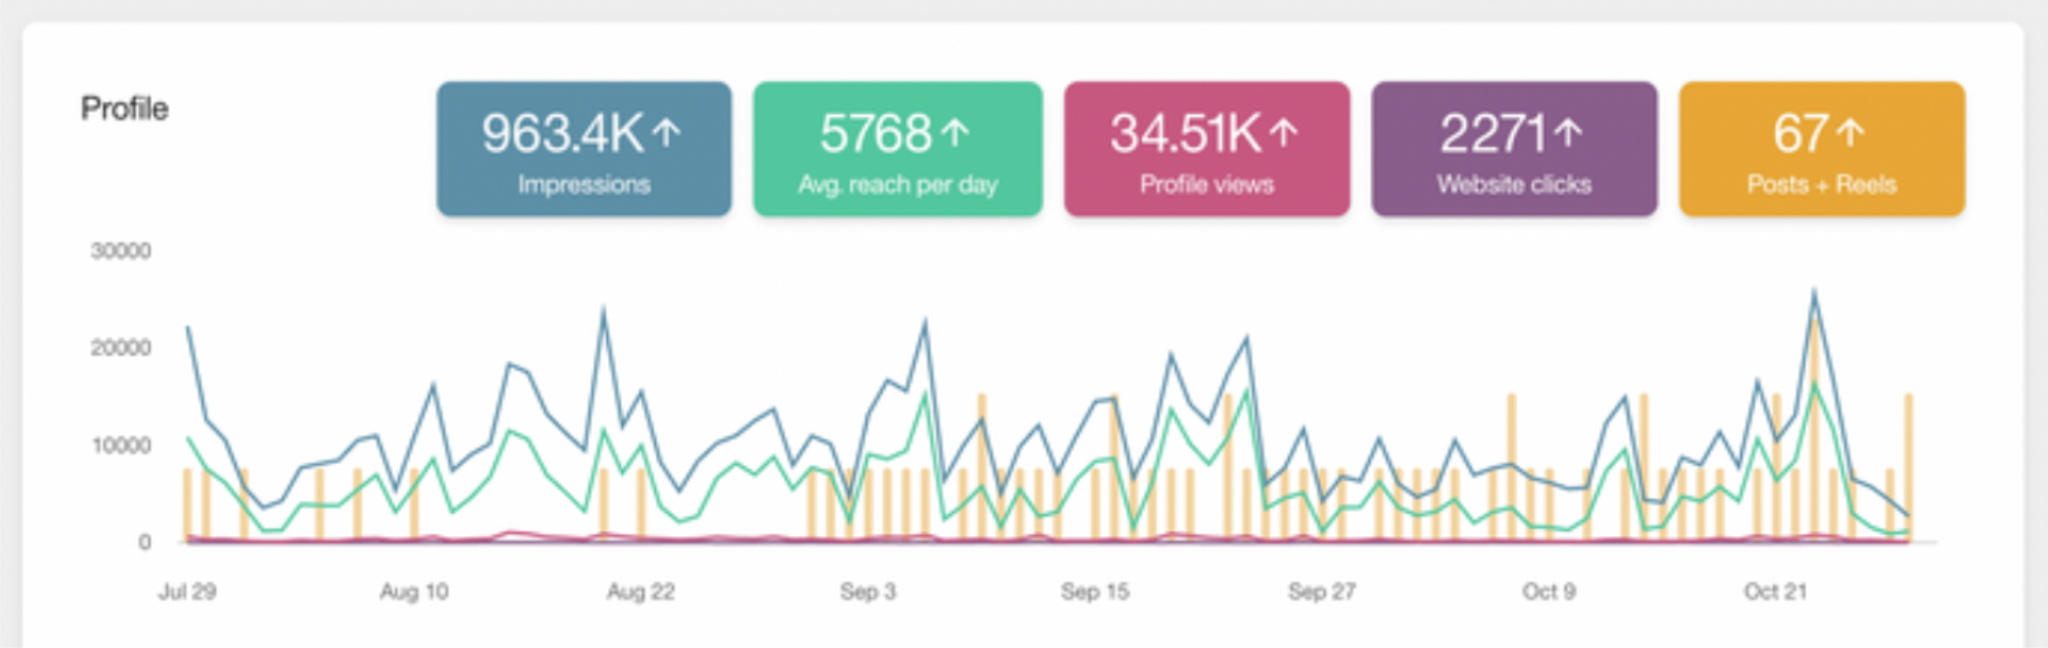 Profile
963.4K↑
Impressions
5768↑
Avg. reach per day
34.51K↑
Profile views
2271↑
Website clicks
67↑
Posts + Reels
30000
20000
10000
0
Jul 29 Aug 10 Aug 22 Sep 3 Sep 15 Sep 27 Oct 9 Oct 21